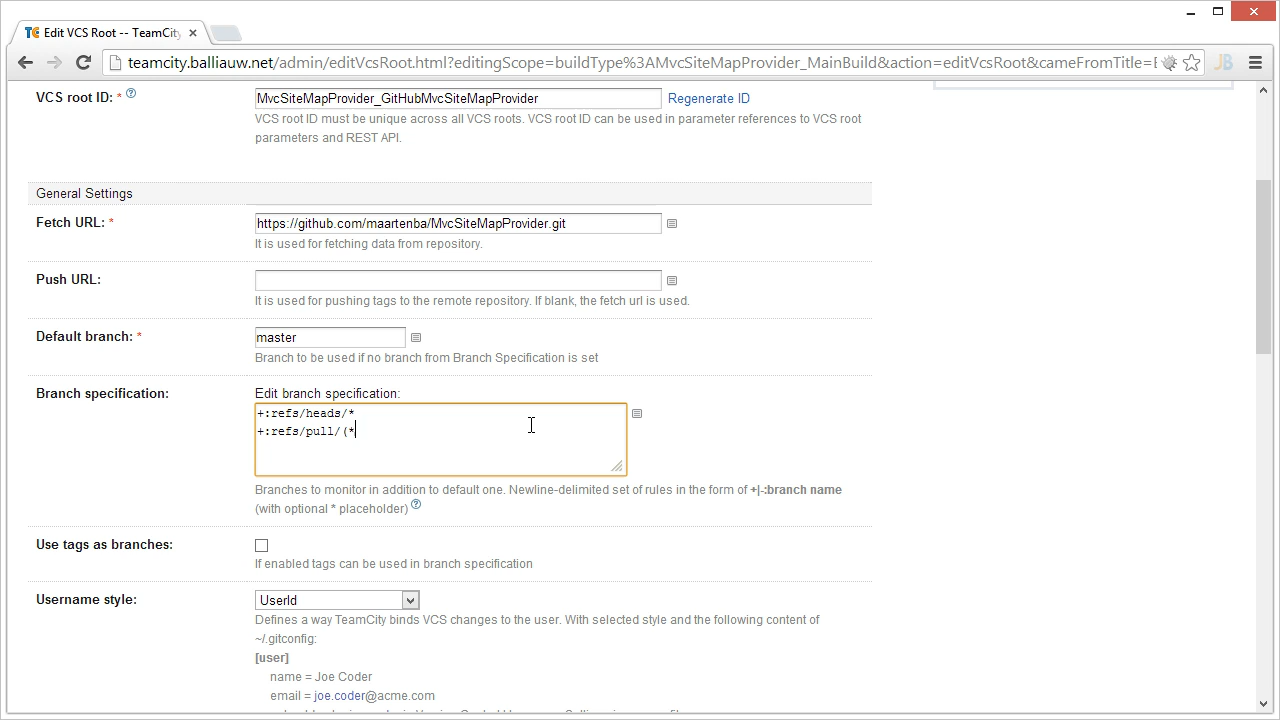 Edit VCS Root -- TeamCity
teamcity.balliauw.net/admin/editVcsRoot.html?editingScope=buildType%3AMvcSiteMapProvider_MainBuild&action=editVcsRoot&cameFromTitle=E
VCS root ID: * MvcSiteMapProvider_GitHubMvcSiteMapProvider Regenerate ID
VCS root ID must be unique across all VCS roots. VCS root ID can be used in parameter references to VCS root
parameters and REST API.
General Settings
Fetch URL: * https://github.com/maartenba/MvcSiteMapProvider.git
It is used for fetching data from repository.
Push URL:
It is used for pushing tags to the remote repository. If blank, the fetch url is used.
Default branch: * master
Branch to be used if no branch from Branch Specification is set
Branch specification: Edit branch specification:
+:refs/heads/*
+:refs/pull/(*
Branches to monitor in addition to default one. Newline-delimited set of rules in the form of +|-:branch name
(with optional * placeholder)
Use tags as branches:
If enabled tags can be used in branch specification
Username style: UserId
Defines a way TeamCity binds VCS changes to the user. With selected style and the following content of
~/.gitconfig:
[user]
name = Joe Coder
email = joe.coder@acme.com